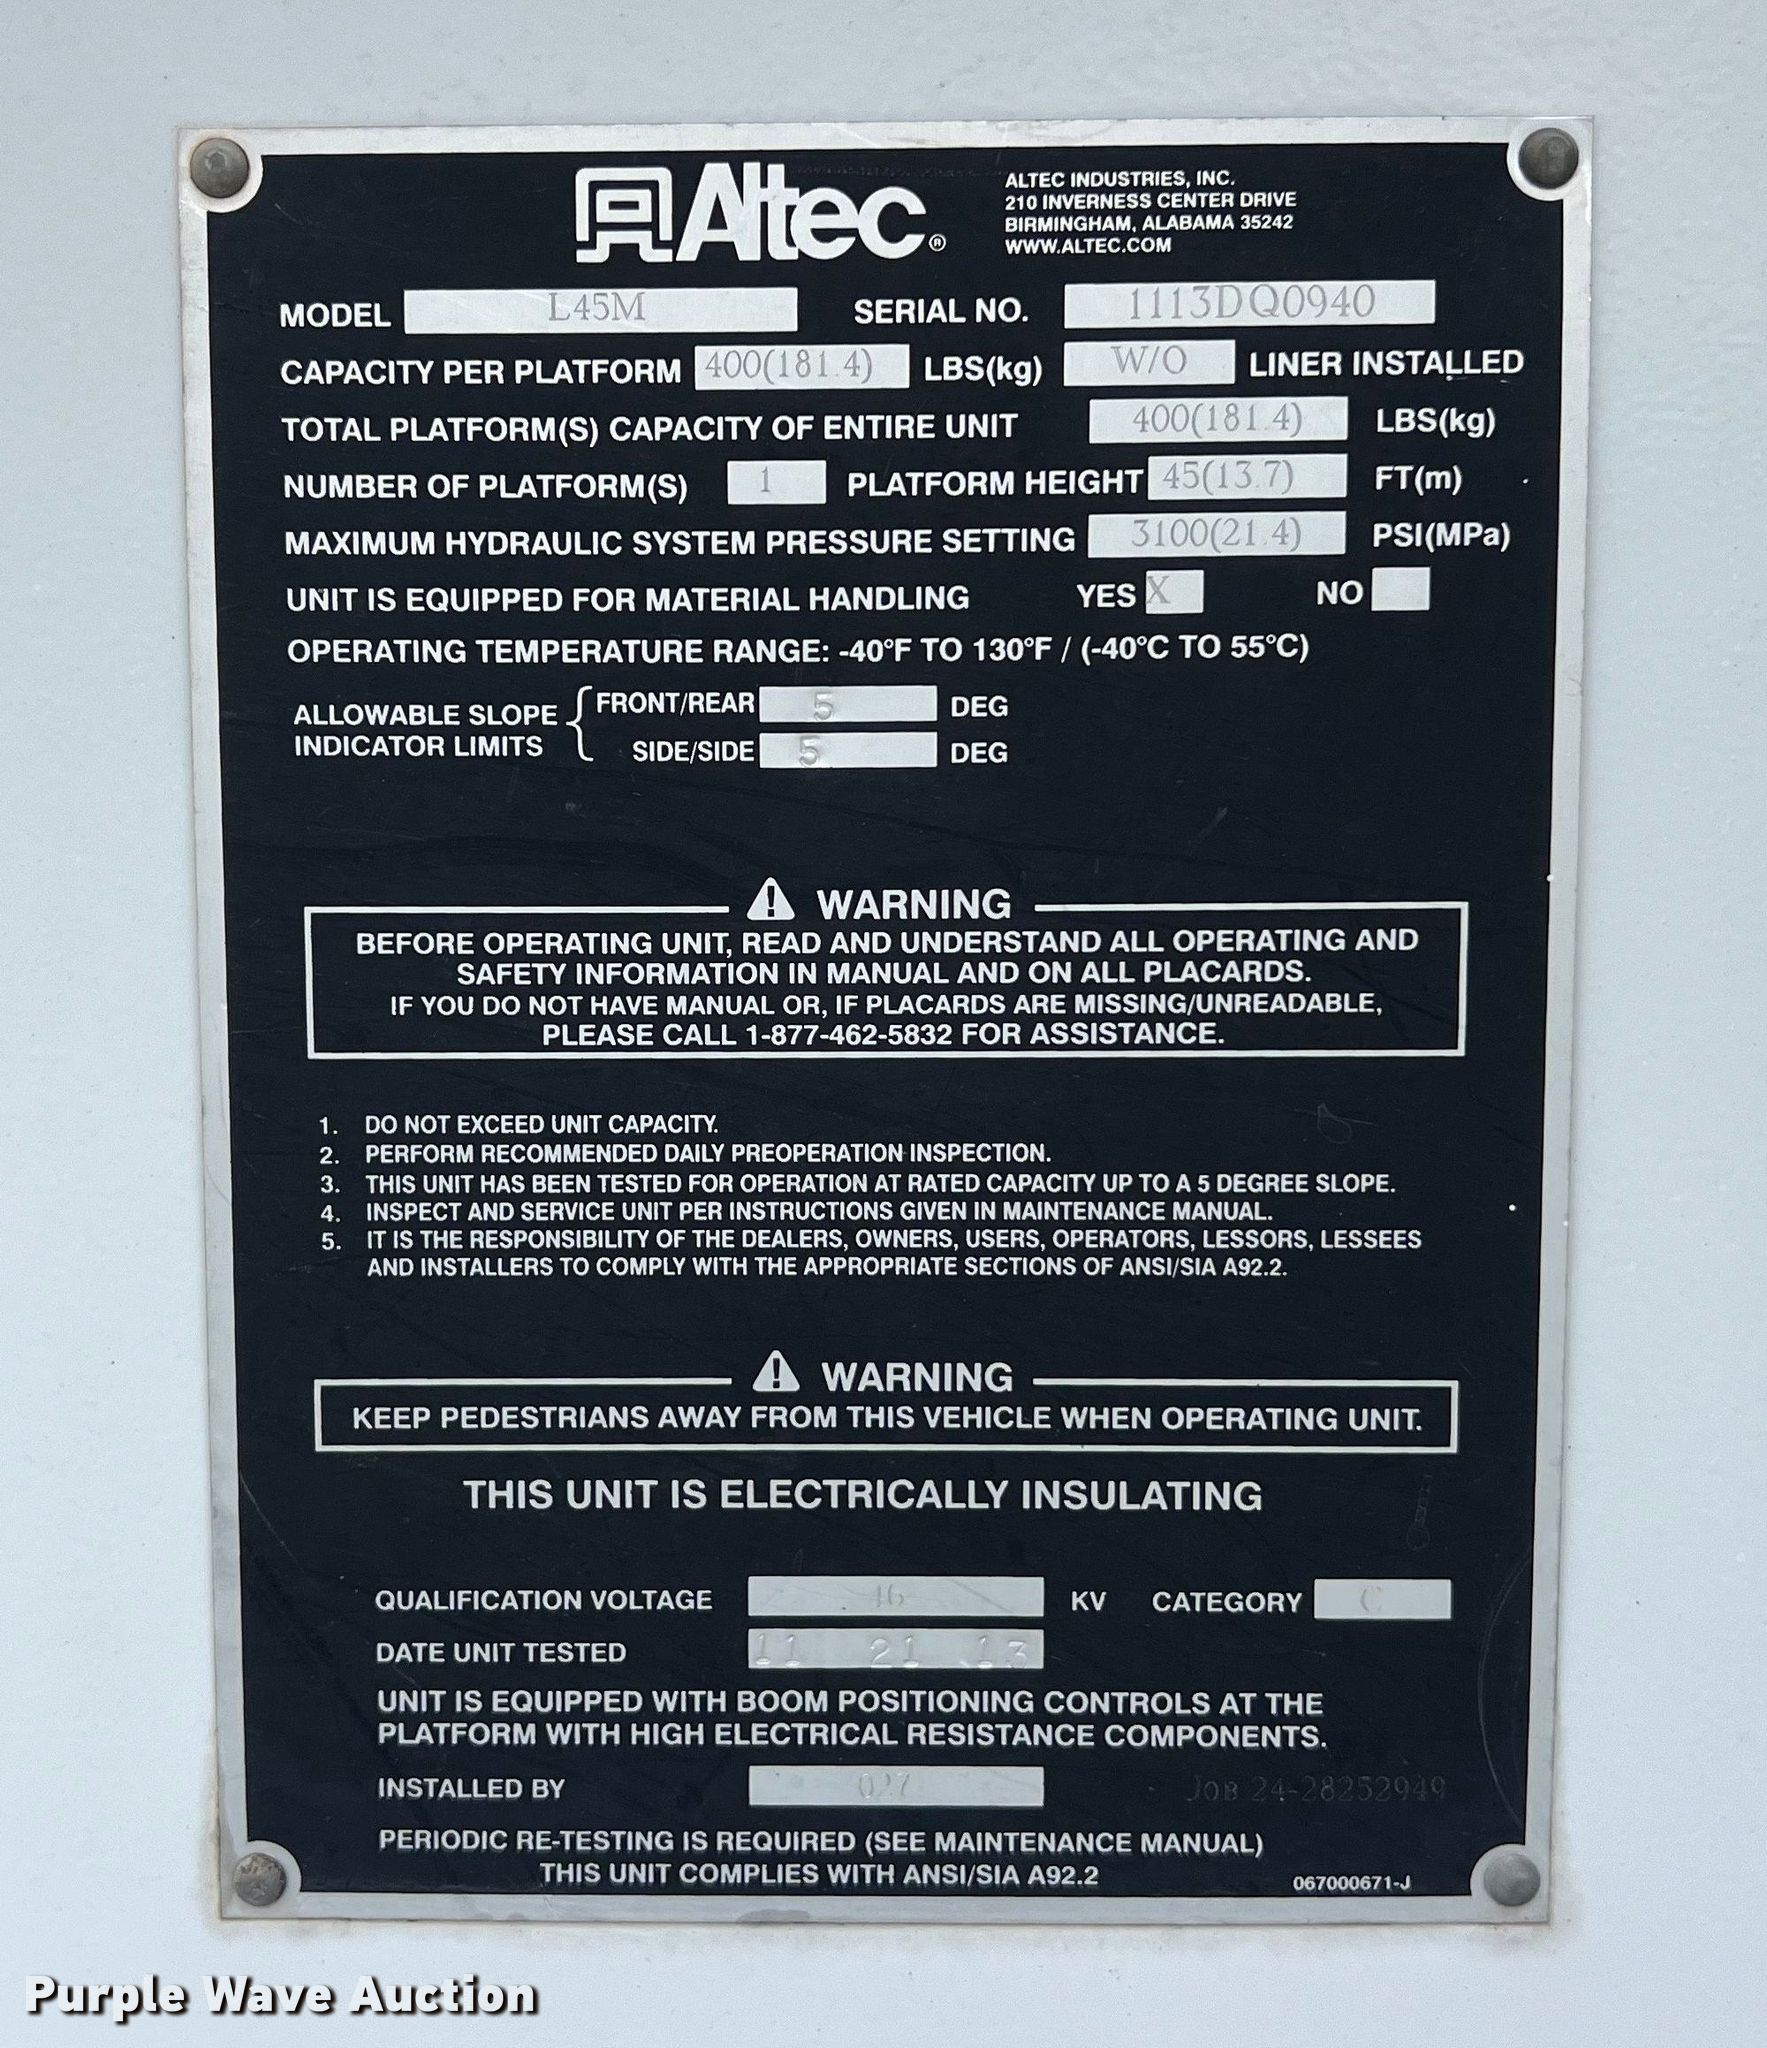 Altec®
ALTEC INDUSTRIES, INC.
210 INVERNESS CENTER DRIVE
BIRMINGHAM, ALABAMA 35242
WWW.ALTEC.COM
MODEL L45M SERIAL NO. 1113DQ0940
CAPACITY PER PLATFORM 400(181.4) LBS(kg) W/O LINER INSTALLED
TOTAL PLATFORM(S) CAPACITY OF ENTIRE UNIT 400(181.4) LBS(kg)
NUMBER OF PLATFORM(S) 1 PLATFORM HEIGHT 45(13.7) FT(m)
MAXIMUM HYDRAULIC SYSTEM PRESSURE SETTING 3100(21.4) PSI(MPa)
UNIT IS EQUIPPED FOR MATERIAL HANDLING YES X NO
OPERATING TEMPERATURE RANGE: -40°F TO 130°F / (-40°C TO 55°C)
ALLOWABLE SLOPE INDICATOR LIMITS
FRONT/REAR 5 DEG
SIDE/SIDE 5 DEG
WARNING
BEFORE OPERATING UNIT, READ AND UNDERSTAND ALL OPERATING AND
SAFETY INFORMATION IN MANUAL AND ON ALL PLACARDS.
IF YOU DO NOT HAVE MANUAL OR, IF PLACARDS ARE MISSING/UNREADABLE,
PLEASE CALL 1-877-462-5832 FOR ASSISTANCE.
1. DO NOT EXCEED UNIT CAPACITY.
2. PERFORM RECOMMENDED DAILY PREOPERATION INSPECTION.
3. THIS UNIT HAS BEEN TESTED FOR OPERATION AT RATED CAPACITY UP TO A 5 DEGREE SLOPE.
4. INSPECT AND SERVICE UNIT PER INSTRUCTIONS GIVEN IN MAINTENANCE MANUAL.
5. IT IS THE RESPONSIBILITY OF THE DEALERS, OWNERS, USERS, OPERATORS, LESSORS, LESSEES
AND INSTALLERS TO COMPLY WITH THE APPROPRIATE SECTIONS OF ANSI/SIA A92.2.
WARNING
KEEP PEDESTRIANS AWAY FROM THIS VEHICLE WHEN OPERATING UNIT.
THIS UNIT IS ELECTRICALLY INSULATING
QUALIFICATION VOLTAGE 46 KV CATEGORY C
DATE UNIT TESTED 11 21 13
UNIT IS EQUIPPED WITH BOOM POSITIONING CONTROLS AT THE
PLATFORM WITH HIGH ELECTRICAL RESISTANCE COMPONENTS.
INSTALLED BY 027 JOB 24-28252949
PERIODIC RE-TESTING IS REQUIRED (SEE MAINTENANCE MANUAL)
THIS UNIT COMPLIES WITH ANSI/SIA A92.2 067000671-J
Purple Wave Auction